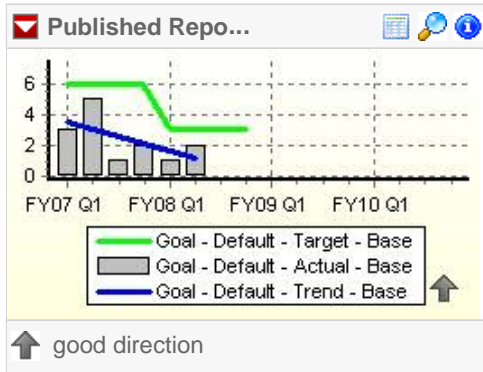 Published Repo...
6
4
2
0
FY07 Q1 FY08 Q1 FY09 Q1 FY10 Q1
Goal - Default - Target - Base
Goal - Default - Actual - Base
Goal - Default - Trend - Base
good direction